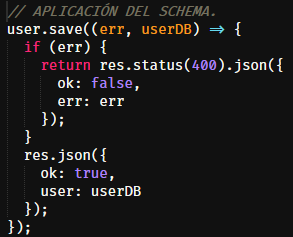 // APLICACIÓN DEL SCHEMA.
user.save((err, userDB) => {
  if (err) {
    return res.status(400).json({
      ok: false,
      err: err
    });
  }
  res.json({
    ok: true,
    user: userDB
  });
});